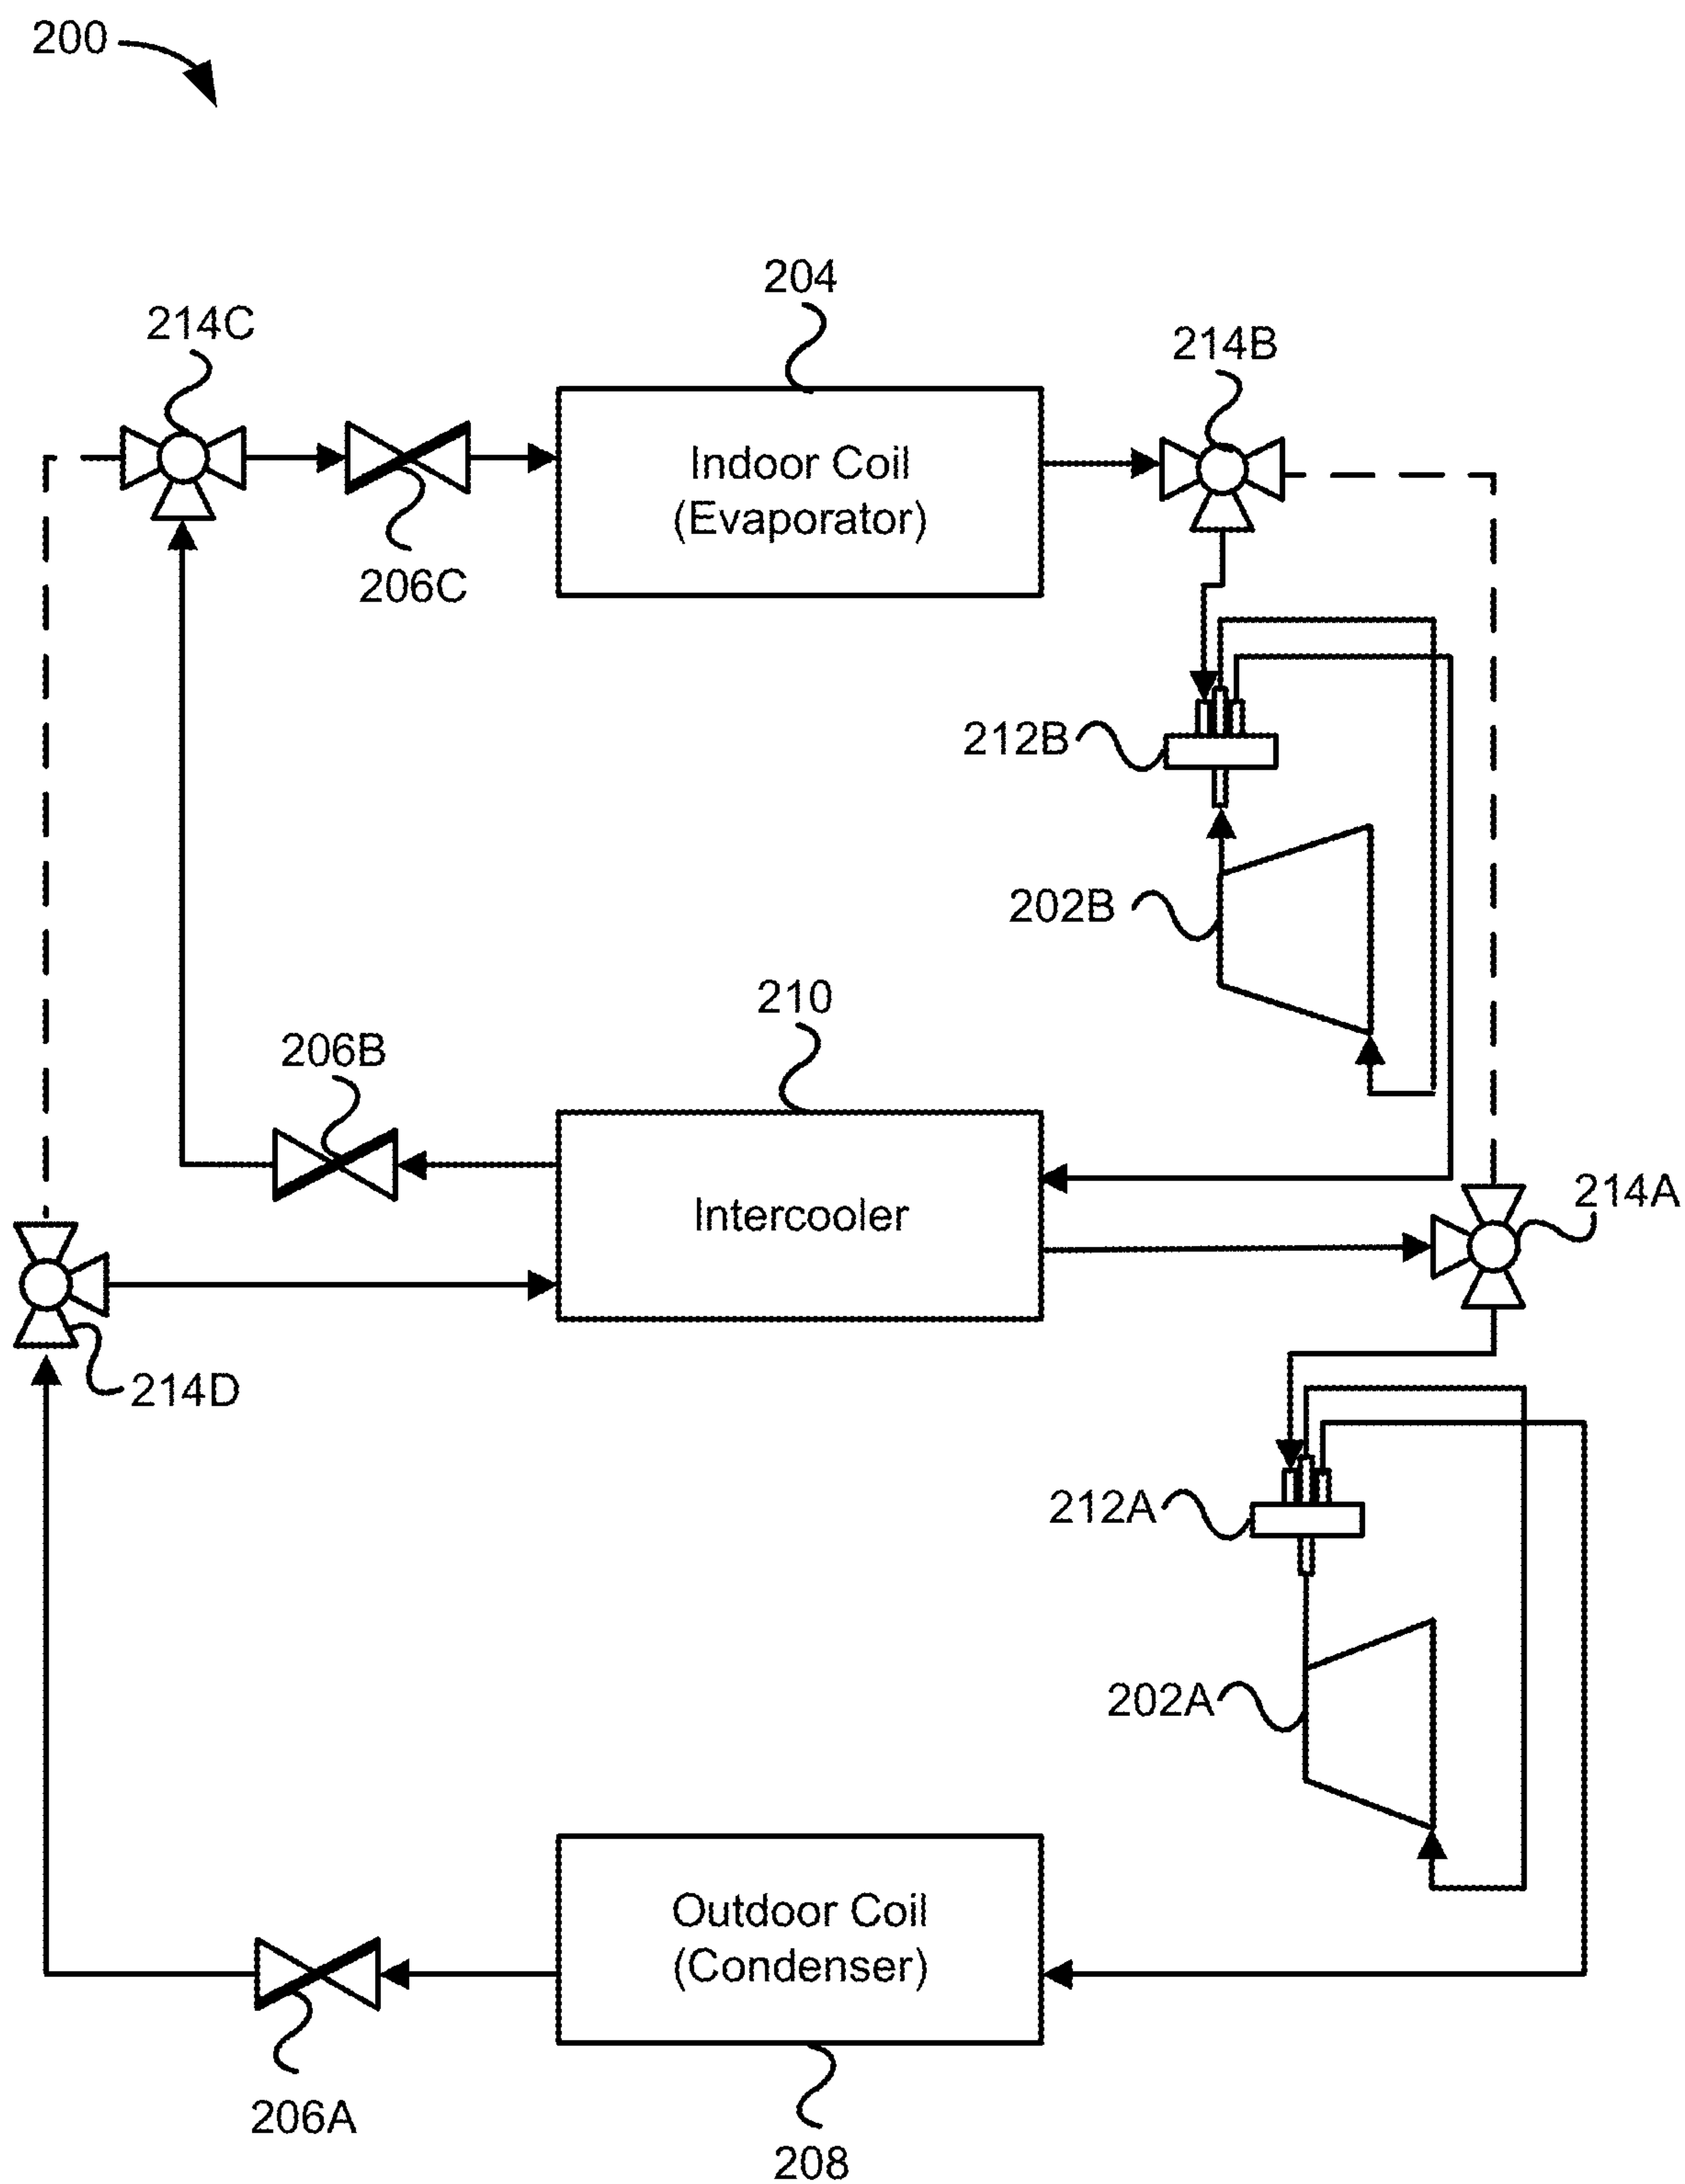 200
204
214C
214B
Indoor Coil
(Evaporator)
206C
212B
202B
210
206B
214A
Intercooler
214D
212A
202A
Outdoor Coil
(Condenser)
206A
208